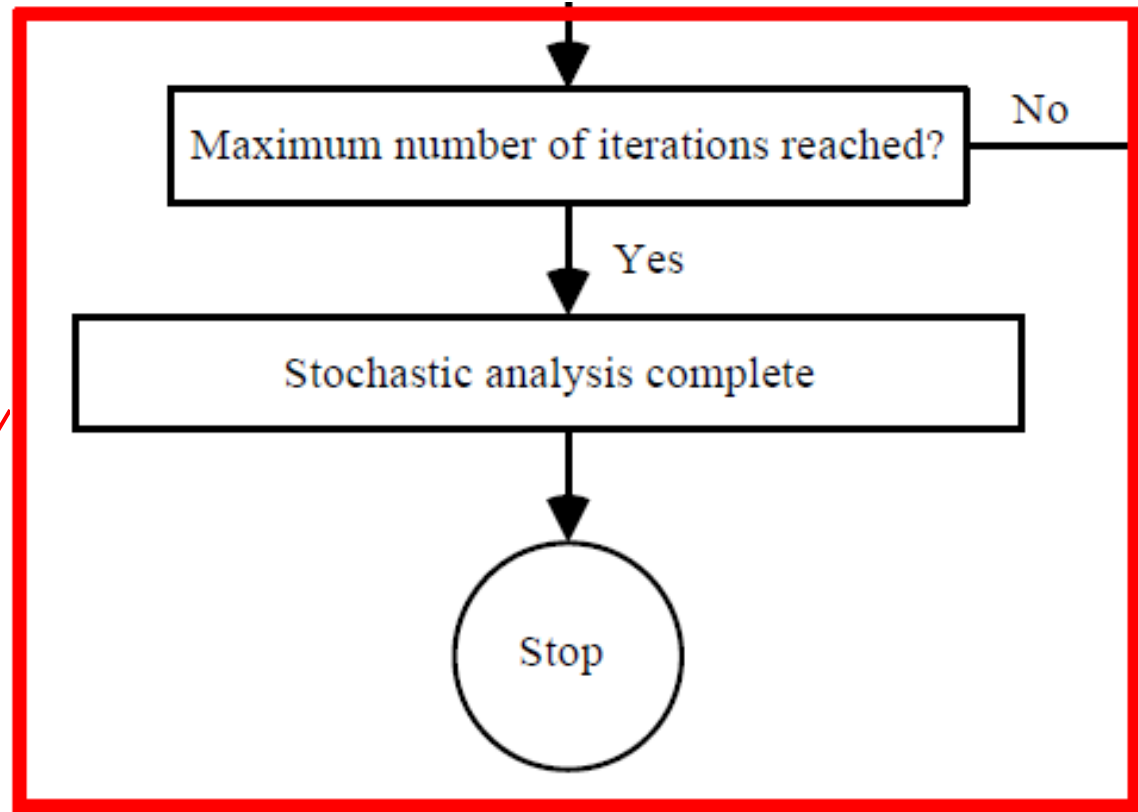 No
Maximum number of iterations reached?
Yes
Stochastic analysis complete
Stop